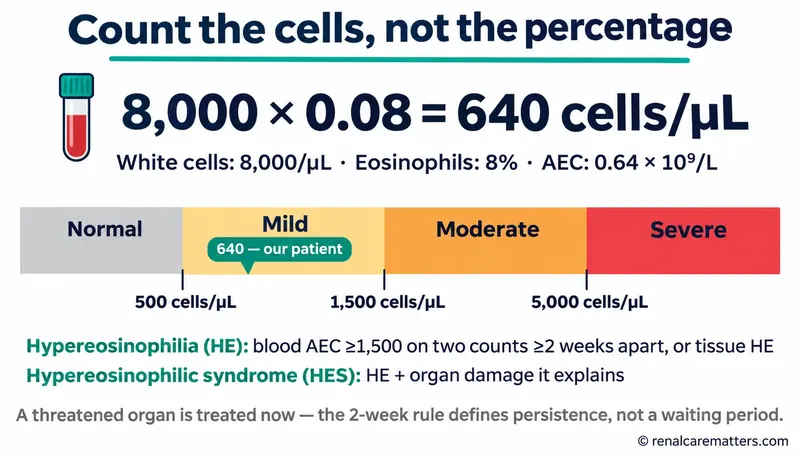 Count the cells, not the percentage
8,000 × 0.08 = 640 cells/µL
White cells: 8,000/µL · Eosinophils: 8% · AEC: 0.64 × 10⁹/L
Normal
Mild
Moderate
Severe
640 — our patient
500 cells/µL
1,500 cells/µL
5,000 cells/µL
Hypereosinophilia (HE): blood AEC ≥1,500 on two counts ≥2 weeks apart, or tissue HE
Hypereosinophilic syndrome (HES): HE + organ damage it explains
A threatened organ is treated now — the 2-week rule defines persistence, not a waiting period.
© renalcarematters.com